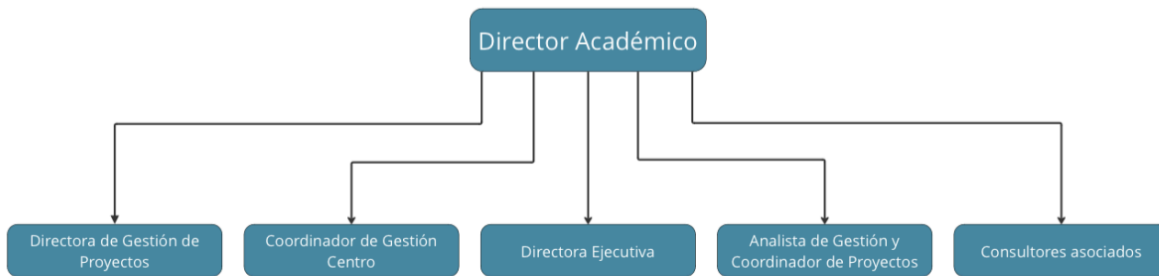 Director Académico
Directora de Gestión de
Proyectos
Coordinador de Gestión
Centro
Directora Ejecutiva
Analista de Gestión y
Coordinador de Proyectos
Consultores asociados